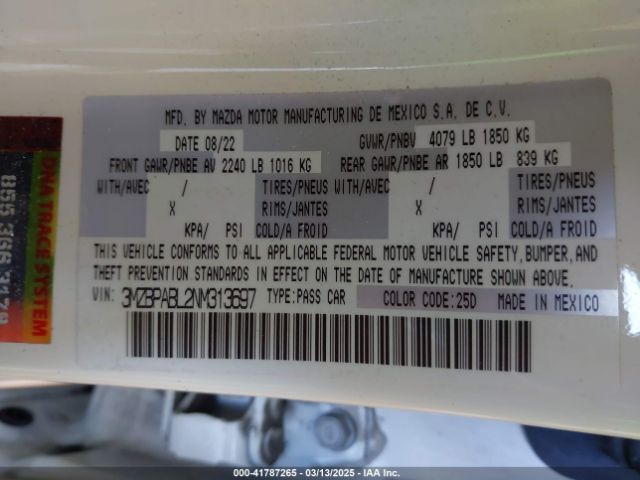 MFD. BY MAZDA MOTOR MANUFACTURING DE MEXICO S.A. DE C.V.
DATE 08/22 GVWR/PNBV 4079 LB 1850 KG
FRONT GAWR/PNBE AV 2240 LB 1016 KG REAR GAWR/PNBE AR 1850 LB 839 KG
WITH/AVEC / TIRES/PNEUS WITH/AVEC / TIRES/PNEUS
X RIMS/JANTES X RIMS/JANTES
KPA/ PSI COLD/A FROID KPA/ PSI COLD/A FROID
THIS VEHICLE CONFORMS TO ALL APPLICABLE FEDERAL MOTOR VEHICLE SAFETY, BUMPER, AND
THEFT PREVENTION STANDARDS IN EFFECT ON THE DATE OF MANUFACTURE SHOWN ABOVE.
VIN: 3MZBPABL2NM313697 TYPE:PASS CAR COLOR CODE:25D MADE IN MEXICO
DNA TRACE SYSTEM
855 366 3170
000-41787265 - 03/13/2025 - IAA Inc.